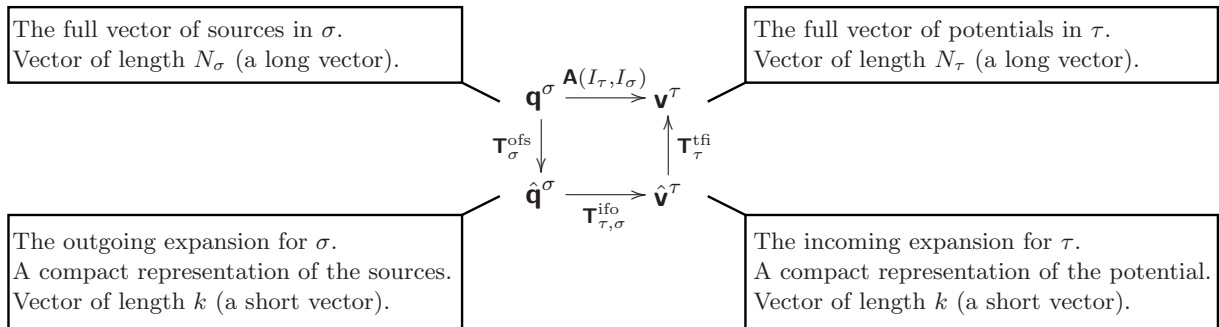 The full vector of sources in σ.
Vector of length N_σ (a long vector).
The full vector of potentials in τ.
Vector of length N_τ (a long vector).
A(I_τ,I_σ)
q^σ
v^τ
T_σ^ofs
T_τ^tfi
q̂^σ
v̂^τ
T_τ,σ^ifo
The outgoing expansion for σ.
A compact representation of the sources.
Vector of length k (a short vector).
The incoming expansion for τ.
A compact representation of the potential.
Vector of length k (a short vector).